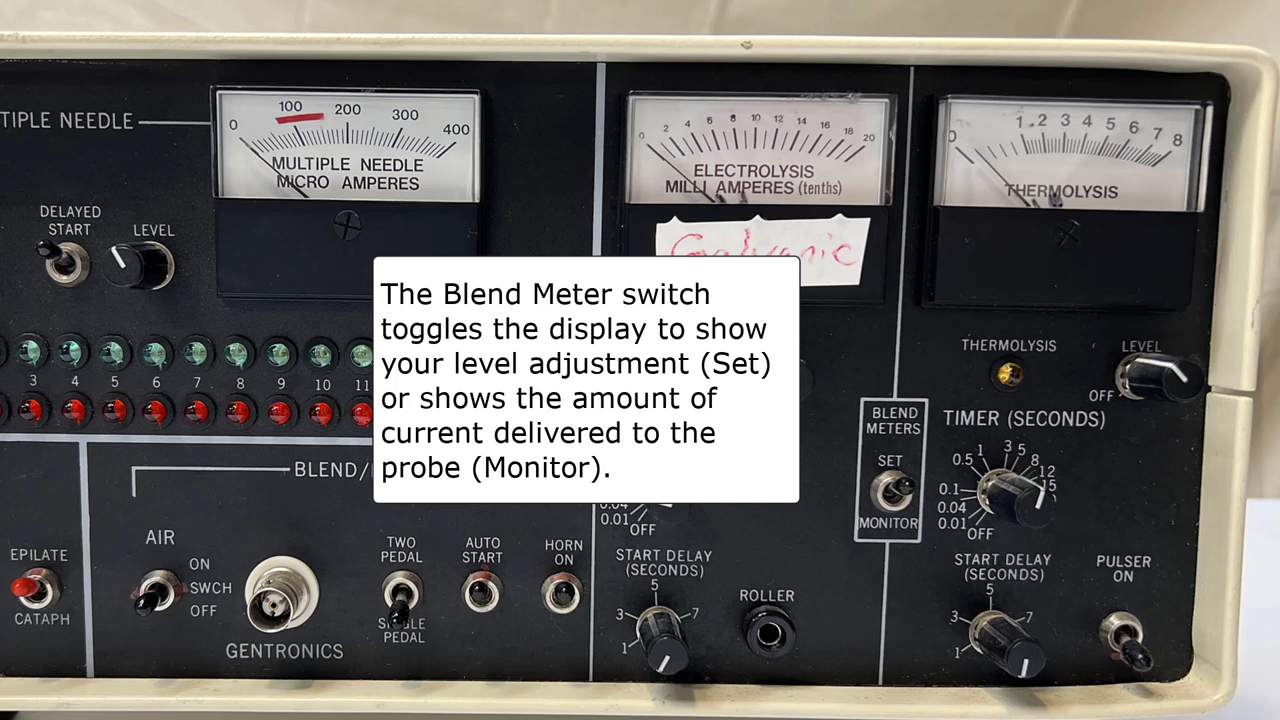 TIPLE NEEDLE
0 100 200 300 400
MULTIPLE NEEDLE
MICRO AMPERES
0 2 4 6 8 10 12 14 16 18 20
ELECTROLYSIS
MILLI AMPERES (tenths)
Galvanic
0 .1 .2 3 4 5 6 7 8
THERMOLYSIS
DELAYED
START
LEVEL
The Blend Meter switch
toggles the display to show
your level adjustment (Set)
or shows the amount of
current delivered to the
probe (Monitor).
3 4 5 6 7 8 9 10 11
THERMOLYSIS
LEVEL
OFF
BLEND
METERS
SET
MONITOR
TIMER (SECONDS)
0.01 0.04 0.1 0.5 1 3 5 8 12 15
OFF
BLEND/
0.04
0.01
OFF
EPILATE
CATAPH
AIR
ON
SWCH
OFF
GENTRONICS
TWO
PEDAL
SINGLE
PEDAL
AUTO
START
HORN
ON
START DELAY
(SECONDS)
1 3 5 7
ROLLER
START DELAY
(SECONDS)
1 3 5 7
PULSER
ON